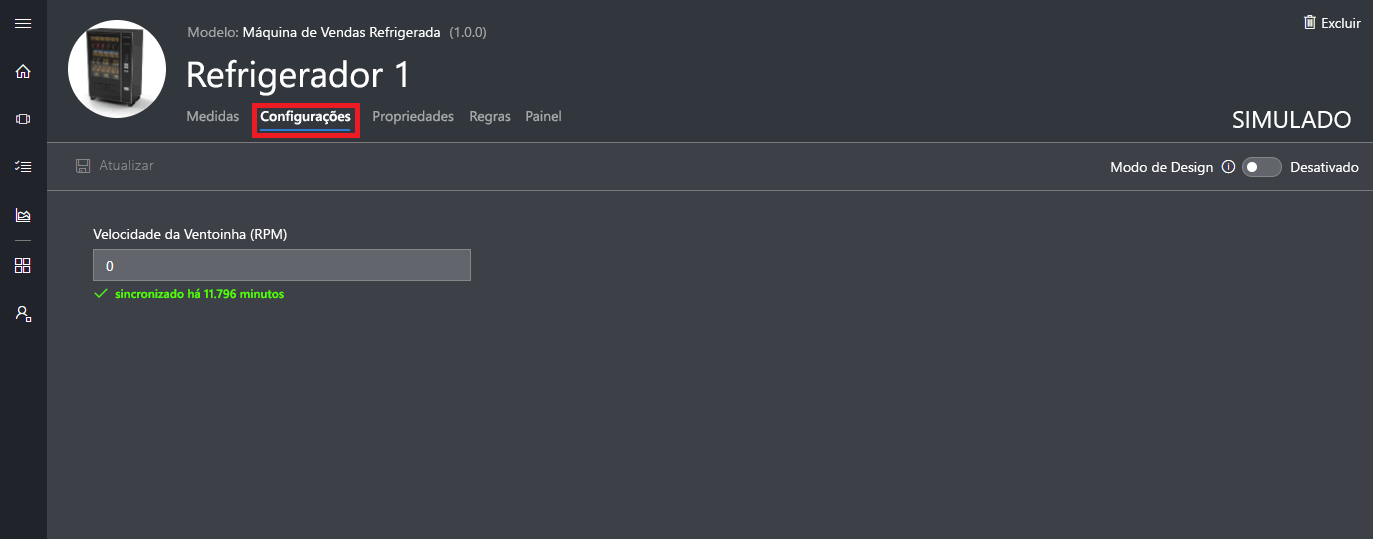 Modelo: Máquina de Vendas Refrigerada (1.0.0)
Excluir
Refrigerador 1
Medidas Configurações Propriedades Regras Painel
SIMULADO
Atualizar
Modo de Design Desativado
Velocidade da Ventoinha (RPM)
0
sincronizado há 11.796 minutos